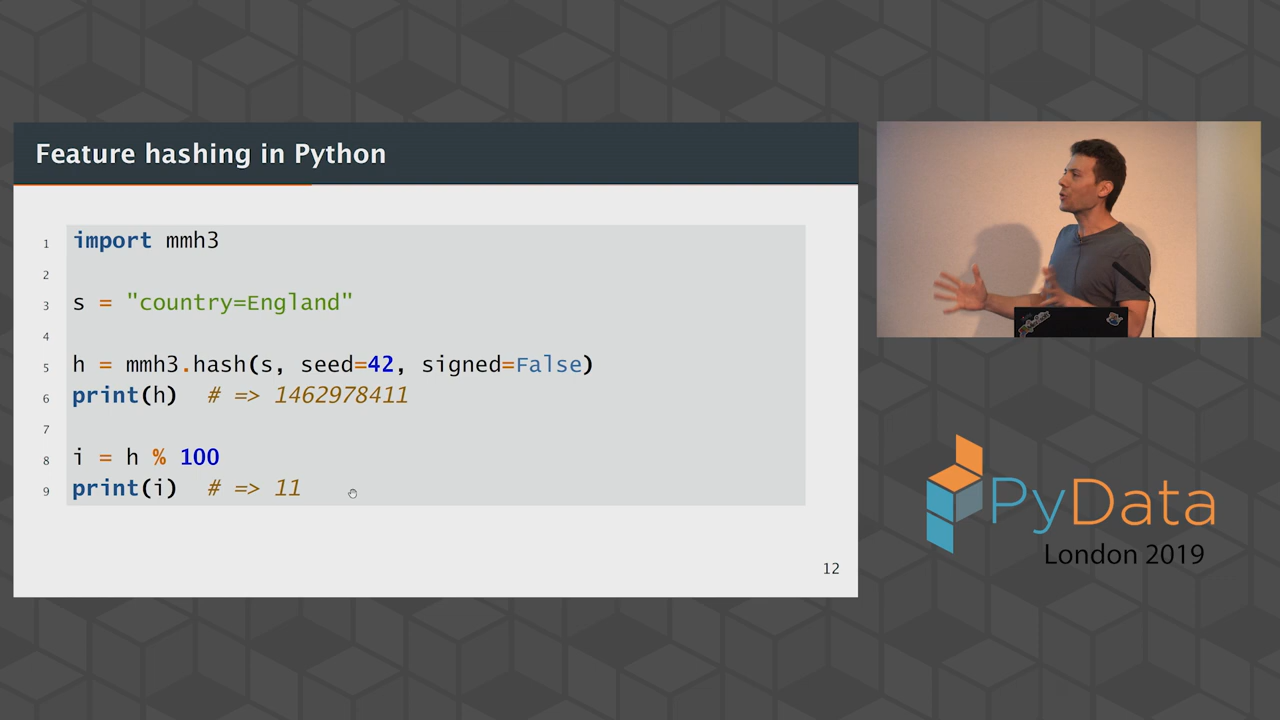 Feature hashing in Python
1 import mmh3
2
3 s = "country=England"
4
5 h = mmh3.hash(s, seed=42, signed=False)
6 print(h)  # => 1462978411
7
8 i = h % 100
9 print(i)  # => 11
12
PyData
London 2019